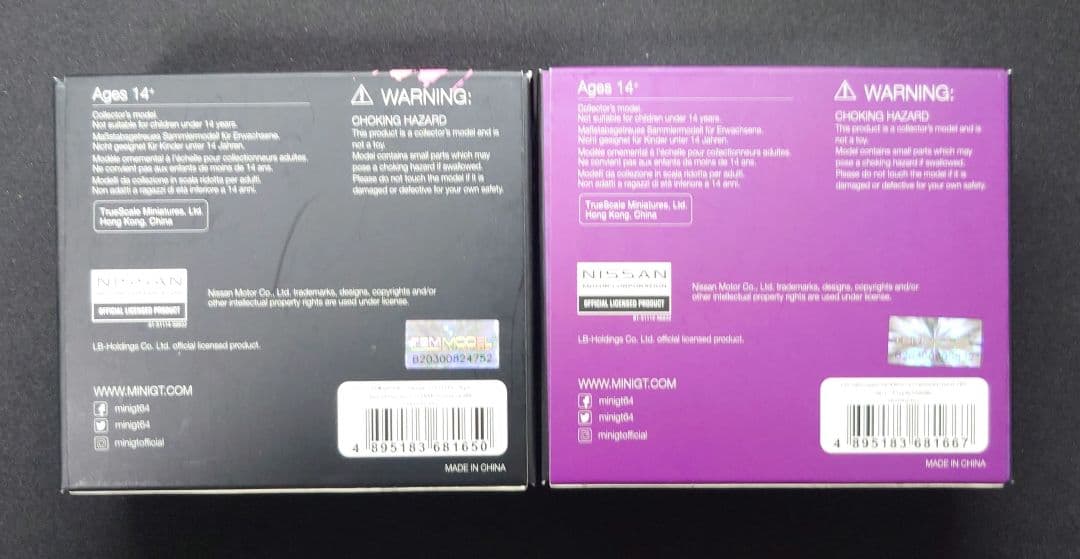 Ages 14+
Collector's model.
Not suitable for children under 14 years.
Maßstabsgetreues Sammlermodell für Erwachsene.
Nicht geeignet für Kinder unter 14 Jahren.
Modèle ornemental à l'échelle pour collectionneurs adultes.
Ne convient pas aux enfants de moins de 14 ans.
Modelli da collezione in scala ridotta per adulti.
Non adatti a ragazzi di età inferiore a 14 anni.
TrueScale Miniatures, Ltd.
Hong Kong, China
WARNING:
CHOKING HAZARD
This product is a collector's model and is
not a toy.
Model contains small parts which may
pose a choking hazard if swallowed.
Please do not touch the model if it is
damaged or defective for your own safety.
NISSAN
OFFICIAL LICENSED PRODUCT
Nissan Motor Co., Ltd. trademarks, designs, copyrights and/or
other intellectual property rights are used under license.
LB-Holdings Co. Ltd. official licensed product.
B20300824752
WWW.MINIGT.COM
minigt64
minigt64
minigtofficial
4 895183 681650
MADE IN CHINA
Ages 14+
Collector's model.
Not suitable for children under 14 years.
Maßstabsgetreues Sammlermodell für Erwachsene.
Nicht geeignet für Kinder unter 14 Jahren.
Modèle ornemental à l'échelle pour collectionneurs adultes.
Ne convient pas aux enfants de moins de 14 ans.
Modelli da collezione in scala ridotta per adulti.
Non adatti a ragazzi di età inferiore a 14 anni.
TrueScale Miniatures, Ltd.
Hong Kong, China
WARNING:
CHOKING HAZARD
This product is a collector's model and is
not a toy.
Model contains small parts which may
pose a choking hazard if swallowed.
Please do not touch the model if it is
damaged or defective for your own safety.
NISSAN
MOTOR CORPORATION
OFFICIAL LICENSED PRODUCT
Nissan Motor Co., Ltd. trademarks, designs, copyrights and/or
other intellectual property rights are used under license.
LB-Holdings Co. Ltd. official licensed product.
WWW.MINIGT.COM
minigt64
minigt64
minigtofficial
4 895183 681667
MADE IN CHINA